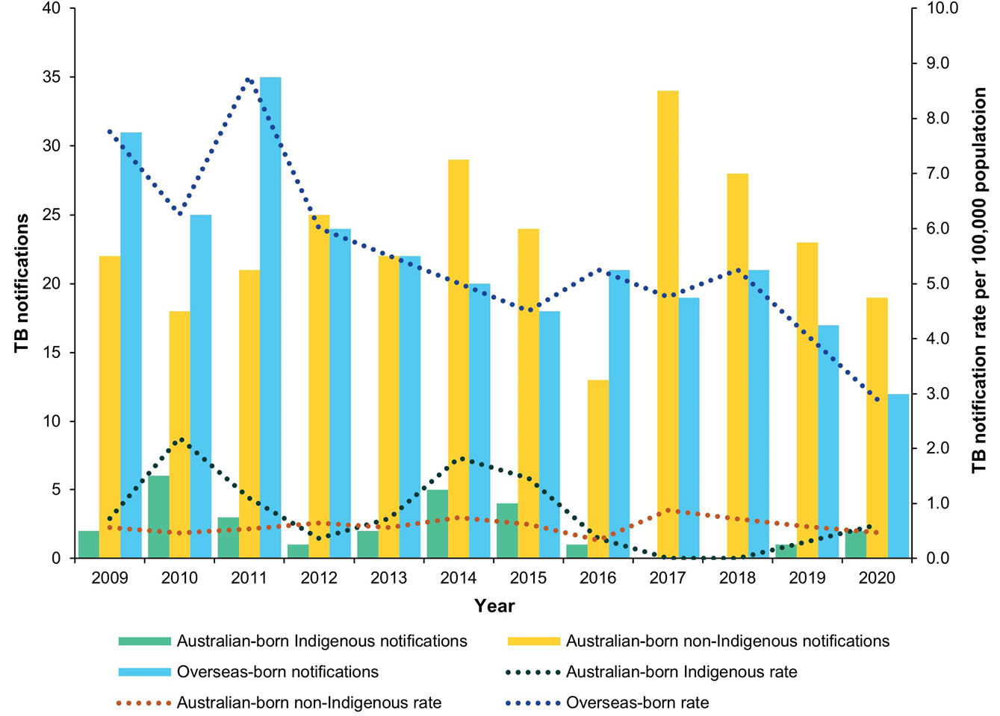 40
35
30
25
20
15
10
5
0
TB notifications
10.0
9.0
8.0
7.0
6.0
5.0
4.0
3.0
2.0
1.0
0.0
TB notification rate per 100,000 populatoion
2009 2010 2011 2012 2013 2014 2015 2016 2017 2018 2019 2020
Year
Australian-born Indigenous notifications Australian-born non-Indigenous notifications
Overseas-born notifications Australian-born Indigenous rate
Australian-born non-Indigenous rate Overseas-born rate